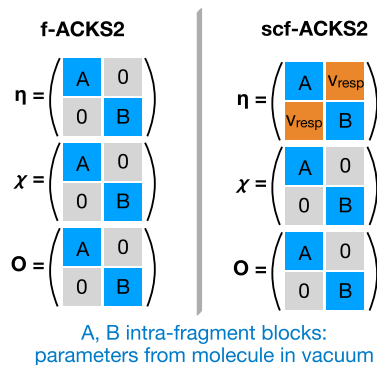 f-ACKS2
η = A 0
0 B
χ = A 0
0 B
O = A 0
0 B
scf-ACKS2
η = A vresp
vresp B
χ = A 0
0 B
O = A 0
0 B
A, B intra-fragment blocks:
parameters from molecule in vacuum